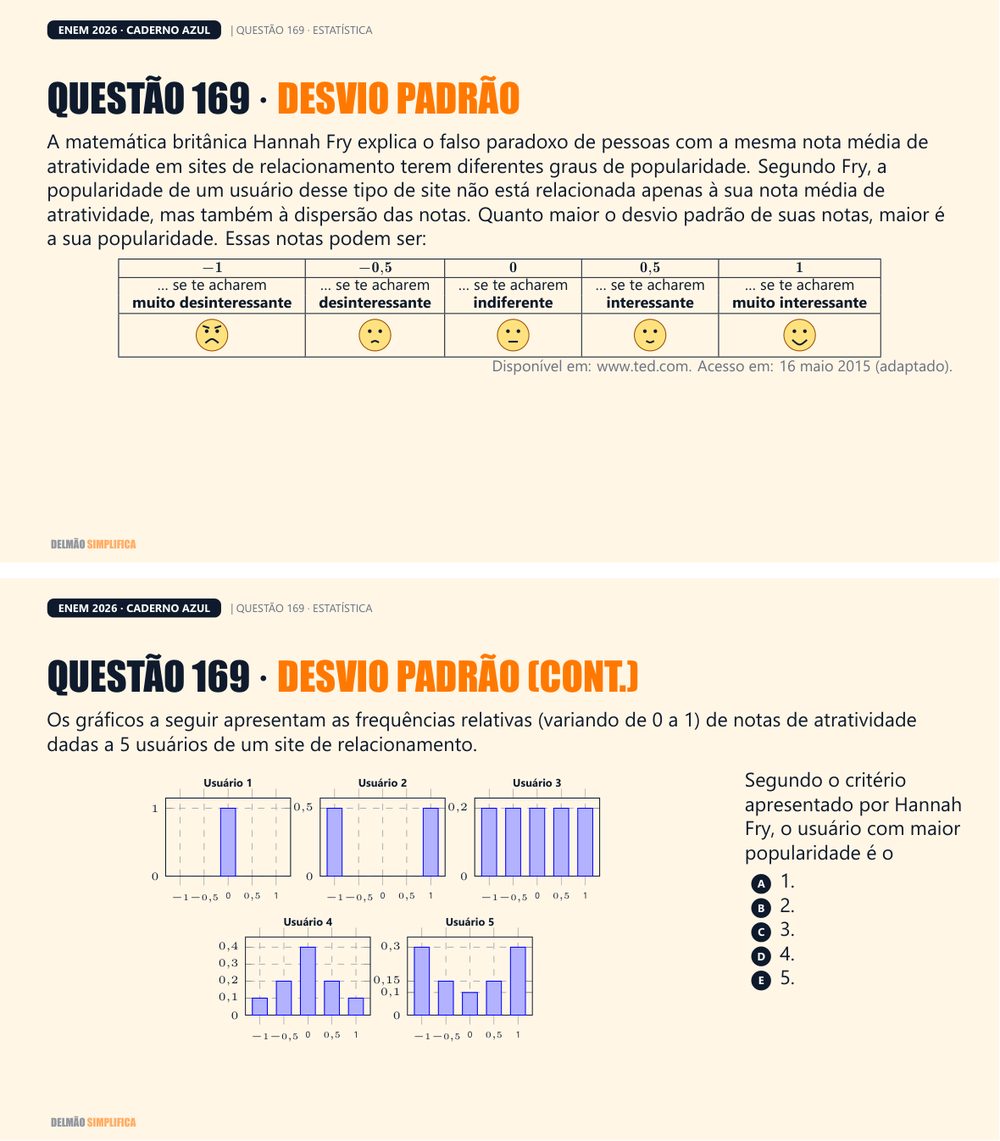 ENEM 2026 · CADERNO AZUL | QUESTÃO 169 · ESTATÍSTICA
QUESTÃO 169 · DESVIO PADRÃO
A matemática britânica Hannah Fry explica o falso paradoxo de pessoas com a mesma nota média de
atratividade em sites de relacionamento terem diferentes graus de popularidade. Segundo Fry, a
popularidade de um usuário desse tipo de site não está relacionada apenas à sua nota média de
atratividade, mas também à dispersão das notas. Quanto maior o desvio padrão de suas notas, maior é
a sua popularidade. Essas notas podem ser:
−1 −0,5 0 0,5 1
... se te acharem ... se te acharem ... se te acharem ... se te acharem ... se te acharem
muito desinteressante desinteressante indiferente interessante muito interessante
Disponível em: www.ted.com. Acesso em: 16 maio 2015 (adaptado).
DELMÃO SIMPLIFICA
ENEM 2026 · CADERNO AZUL | QUESTÃO 169 · ESTATÍSTICA
QUESTÃO 169 · DESVIO PADRÃO (CONT.)
Os gráficos a seguir apresentam as frequências relativas (variando de 0 a 1) de notas de atratividade
dadas a 5 usuários de um site de relacionamento.
Usuário 1 Usuário 2 Usuário 3
1 0,5 0,2
0 0 0
−1 −0,5 0 0,5 1 −1 −0,5 0 0,5 1 −1 −0,5 0 0,5 1
Usuário 4 Usuário 5
0,4 0,3
0,3
0,2 0,15
0,1 0,1
0 0
−1 −0,5 0 0,5 1 −1 −0,5 0 0,5 1
Segundo o critério
apresentado por Hannah
Fry, o usuário com maior
popularidade é o
A 1.
B 2.
C 3.
D 4.
E 5.
DELMÃO SIMPLIFICA